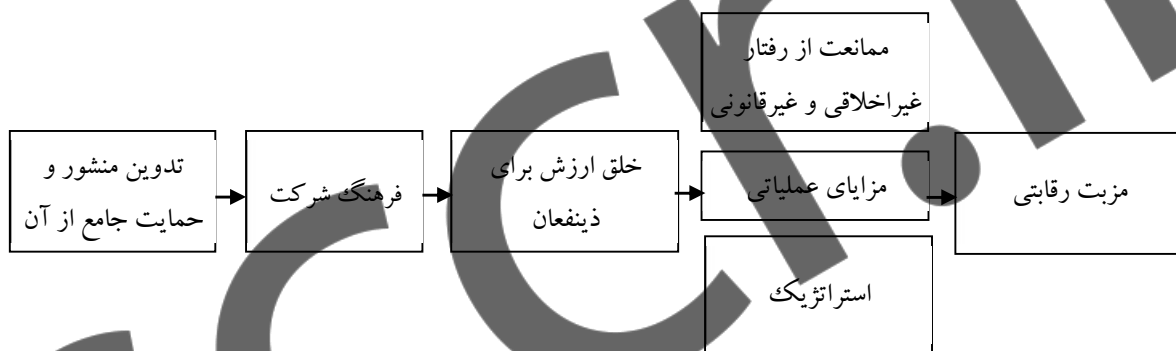 تدوین منشور و
حمایت جامع از آن
فرهنگ شرکت
خلق ارزش برای
ذینفعان
ممانعت از رفتار
غیراخلاقی و غیرقانونی
مزایای عملیاتی
استراتژیک
مزبت رقابتی